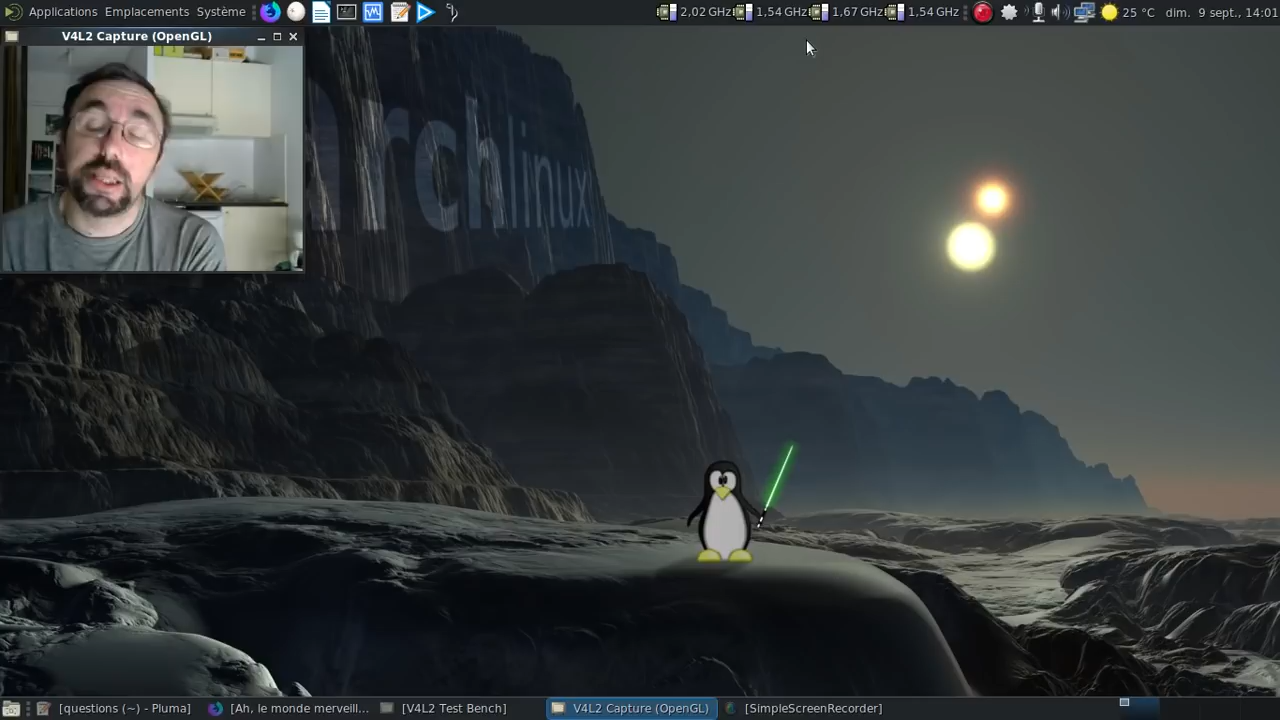 Applications Emplacements Système
2,02 GHz 1,54 GHz 1,67 GHz 1,54 GHz 25 °C dim. 9 sept., 14:01
V4L2 Capture (OpenGL)
archlinux
[questions (~) - Pluma] [Ah, le monde merveill... [V4L2 Test Bench] V4L2 Capture (OpenGL) [SimpleScreenRecorder]